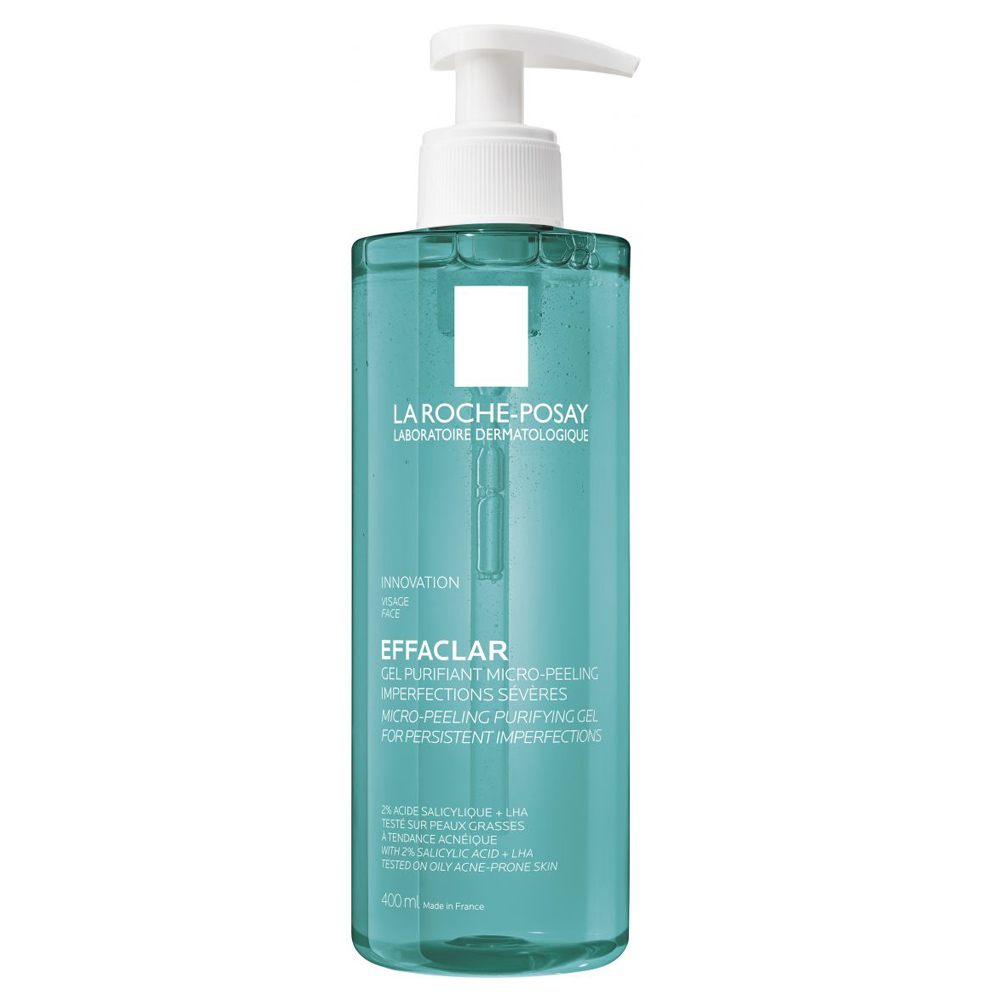 LA ROCHE-POSAY
LABORATOIRE DERMATOLOGIQUE
INNOVATION
VISAGE
FACE
EFFACLAR
GEL PURIFIANT MICRO-PEELING
IMPERFECTIONS SÉVÈRES
MICRO-PEELING PURIFYING GEL
FOR PERSISTENT IMPERFECTIONS
2% ACIDE SALICYLIQUE + LHA
TESTÉ SUR PEAUX GRASSES
À TENDANCE ACNÉIQUE
WITH 2% SALICYLIC ACID + LHA
TESTED ON OILY ACNE-PRONE SKIN
400 ml Made in France